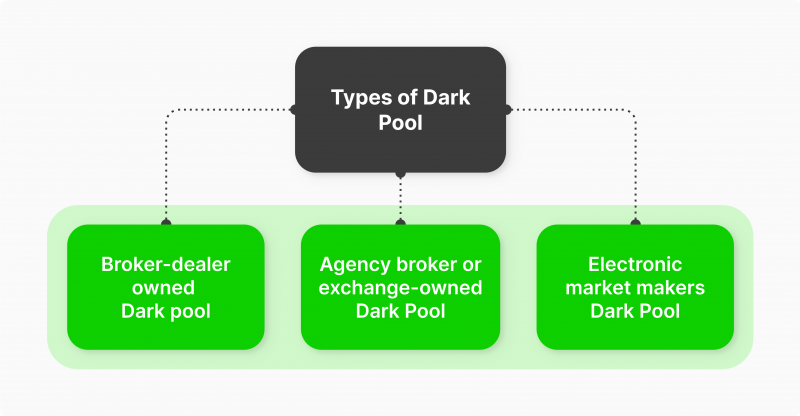 Types of Dark
Pool
Broker-dealer
owned
Dark pool
Agency broker or
exchange-owned
Dark Pool
Electronic
market makers
Dark Pool